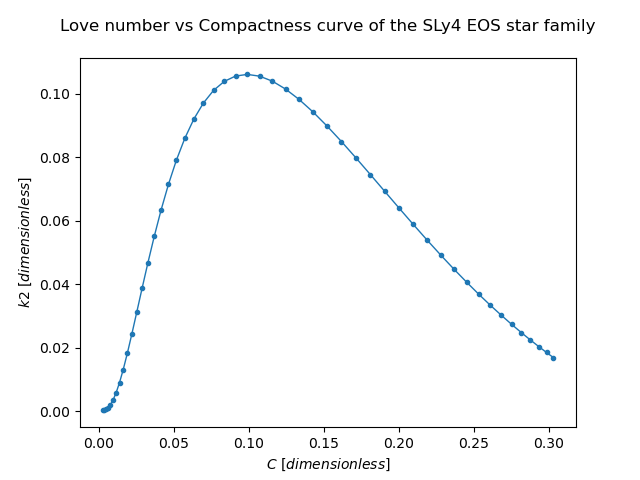 Love number vs Compactness curve of the SLy4 EOS star family
0.10
0.08
0.06
0.04
0.02
0.00
k2 [dimensionless]
0.00 0.05 0.10 0.15 0.20 0.25 0.30
C [dimensionless]